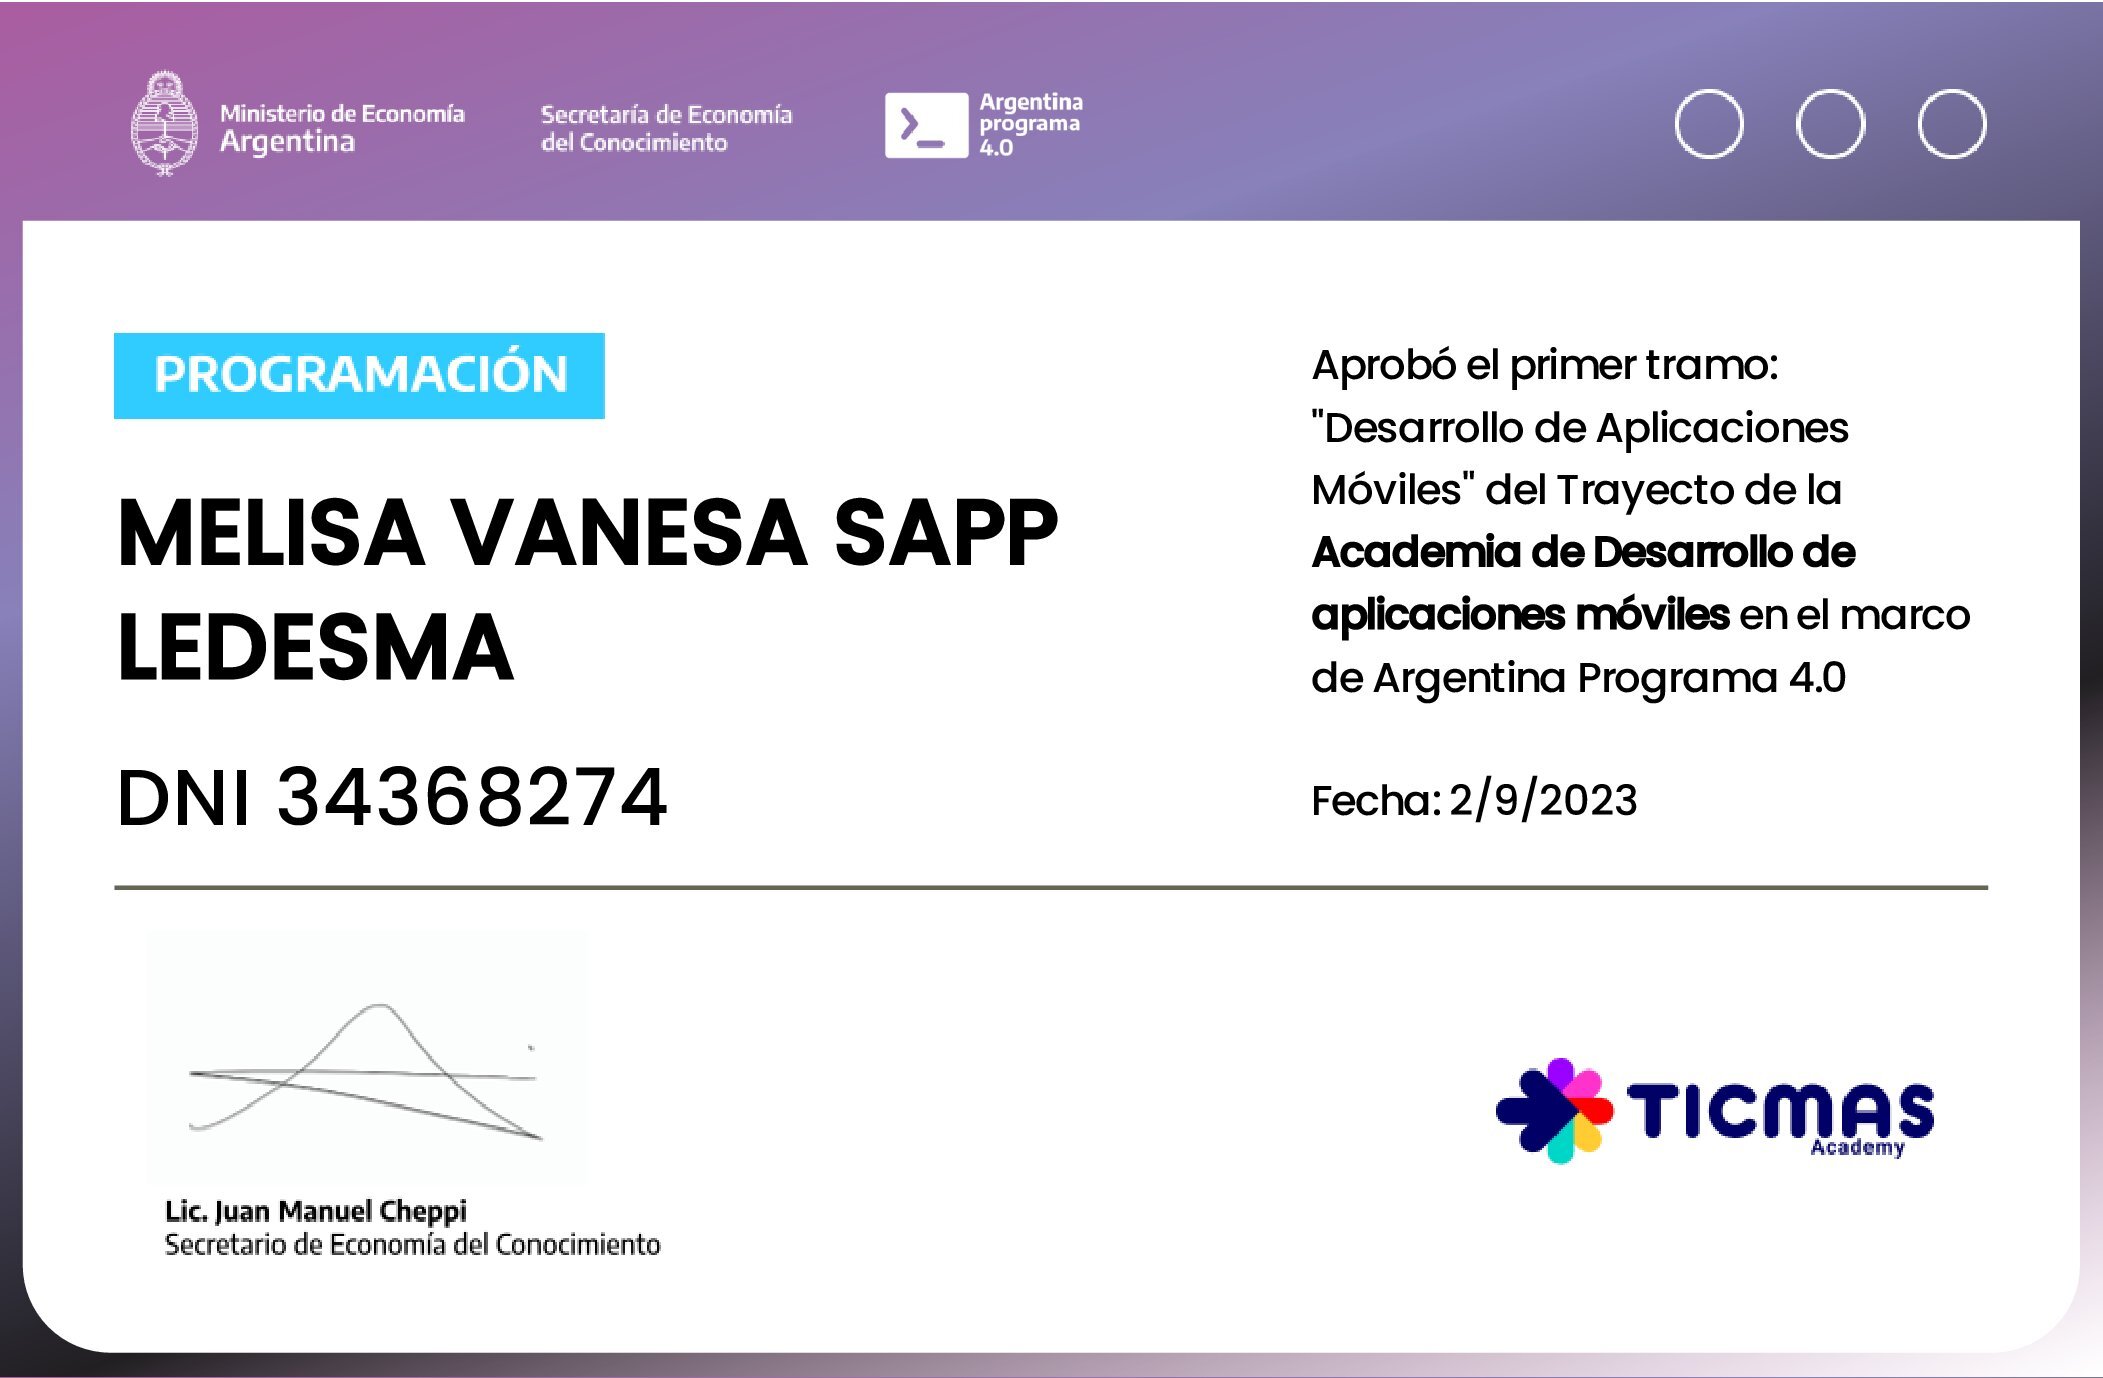 Ministerio de Economía
Argentina
Secretaría de Economía
del Conocimiento
Argentina
programa
4.0
PROGRAMACIÓN
MELISA VANESA SAPP
LEDESMA
DNI 34368274
Aprobó el primer tramo:
"Desarrollo de Aplicaciones
Móviles" del Trayecto de la
Academia de Desarrollo de
aplicaciones móviles en el marco
de Argentina Programa 4.0
Fecha: 2/9/2023
Lic. Juan Manuel Cheppi
Secretario de Economía del Conocimiento
TICMAS
Academy